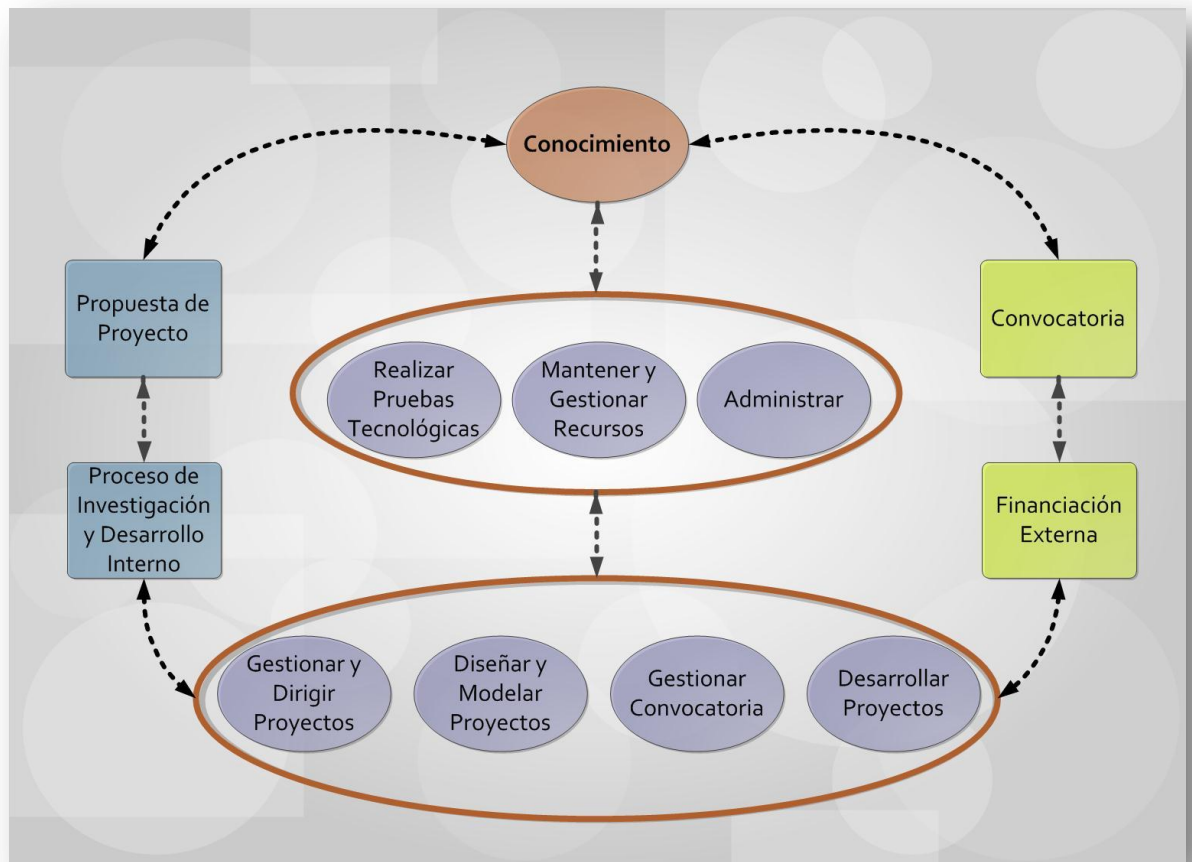 Conocimiento
Propuesta de
Proyecto
Convocatoria
Realizar
Pruebas
Tecnológicas
Mantener y
Gestionar
Recursos
Administrar
Proceso de
Investigación
y Desarrollo
Interno
Financiación
Externa
Gestionar y
Dirigir
Proyectos
Diseñar y
Modelar
Proyectos
Gestionar
Convocatoria
Desarrollar
Proyectos